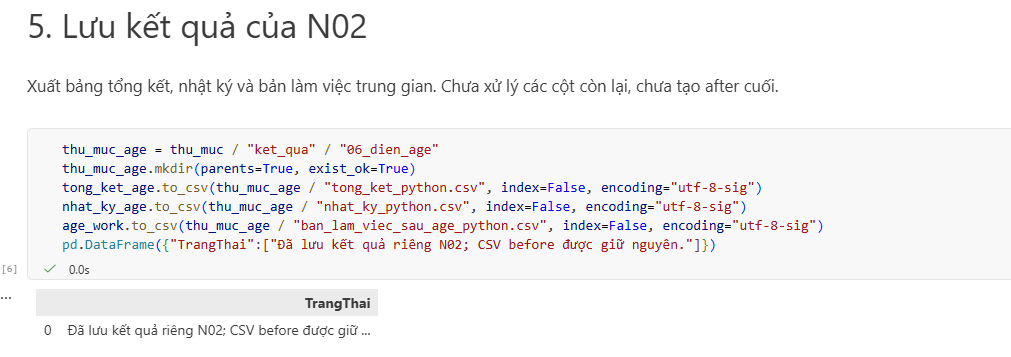 5. Lưu kết quả của N02
Xuất bảng tổng kết, nhật ký và bản làm việc trung gian. Chưa xử lý các cột còn lại, chưa tạo after cuối.
thu_muc_age = thu_muc / "ket_qua" / "06_dien_age"
thu_muc_age.mkdir(parents=True, exist_ok=True)
tong_ket_age.to_csv(thu_muc_age / "tong_ket_python.csv", index=False, encoding="utf-8-sig")
nhat_ky_age.to_csv(thu_muc_age / "nhat_ky_python.csv", index=False, encoding="utf-8-sig")
age_work.to_csv(thu_muc_age / "ban_lam_viec_sau_age_python.csv", index=False, encoding="utf-8-sig")
pd.DataFrame({"TrangThai":["Đã lưu kết quả riêng N02; CSV before được giữ nguyên."]})
[6] ✓ 0.0s
...
TrangThai
0 Đã lưu kết quả riêng N02; CSV before được giữ ...